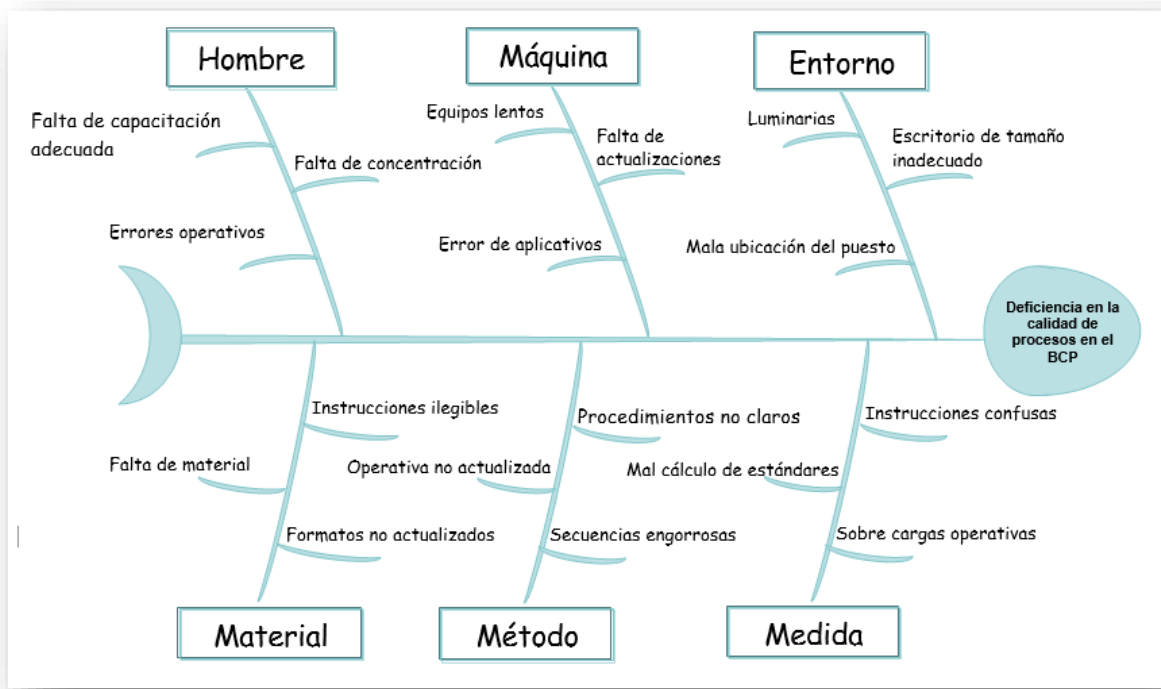 Hombre
Máquina
Entorno
Falta de capacitación
adecuada
Falta de concentración
Errores operativos
Equipos lentos
Falta de
actualizaciones
Error de aplicativos
Luminarias
Escritorio de tamaño
inadecuado
Mala ubicación del puesto
Deficiencia en la
calidad de
procesos en el
BCP
Instrucciones ilegibles
Falta de material
Formatos no actualizados
Procedimientos no claros
Operativa no actualizada
Secuencias engorrosas
Instrucciones confusas
Mal cálculo de estándares
Sobre cargas operativas
Material
Método
Medida